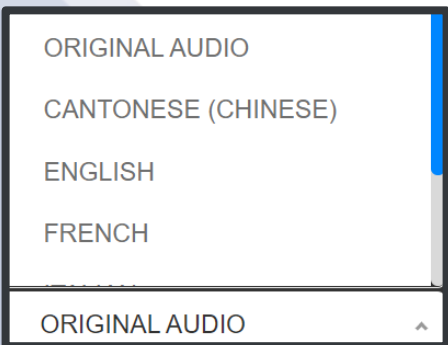 ORIGINAL AUDIO
CANTONESE (CHINESE)
ENGLISH
FRENCH
ORIGINAL AUDIO